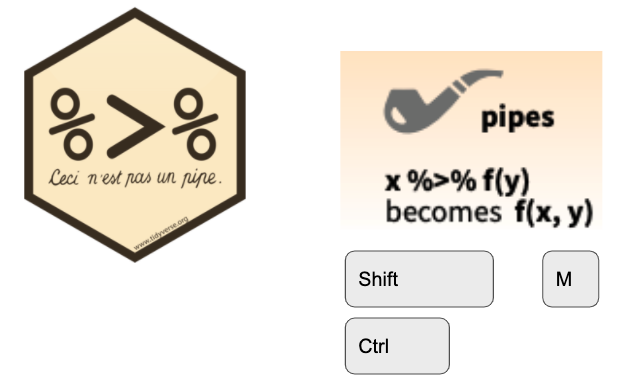 %>%
Ceci n'est pas un pipe.
www.tidyverse.org
pipes
x %>% f(y)
becomes f(x, y)
Shift
M
Ctrl